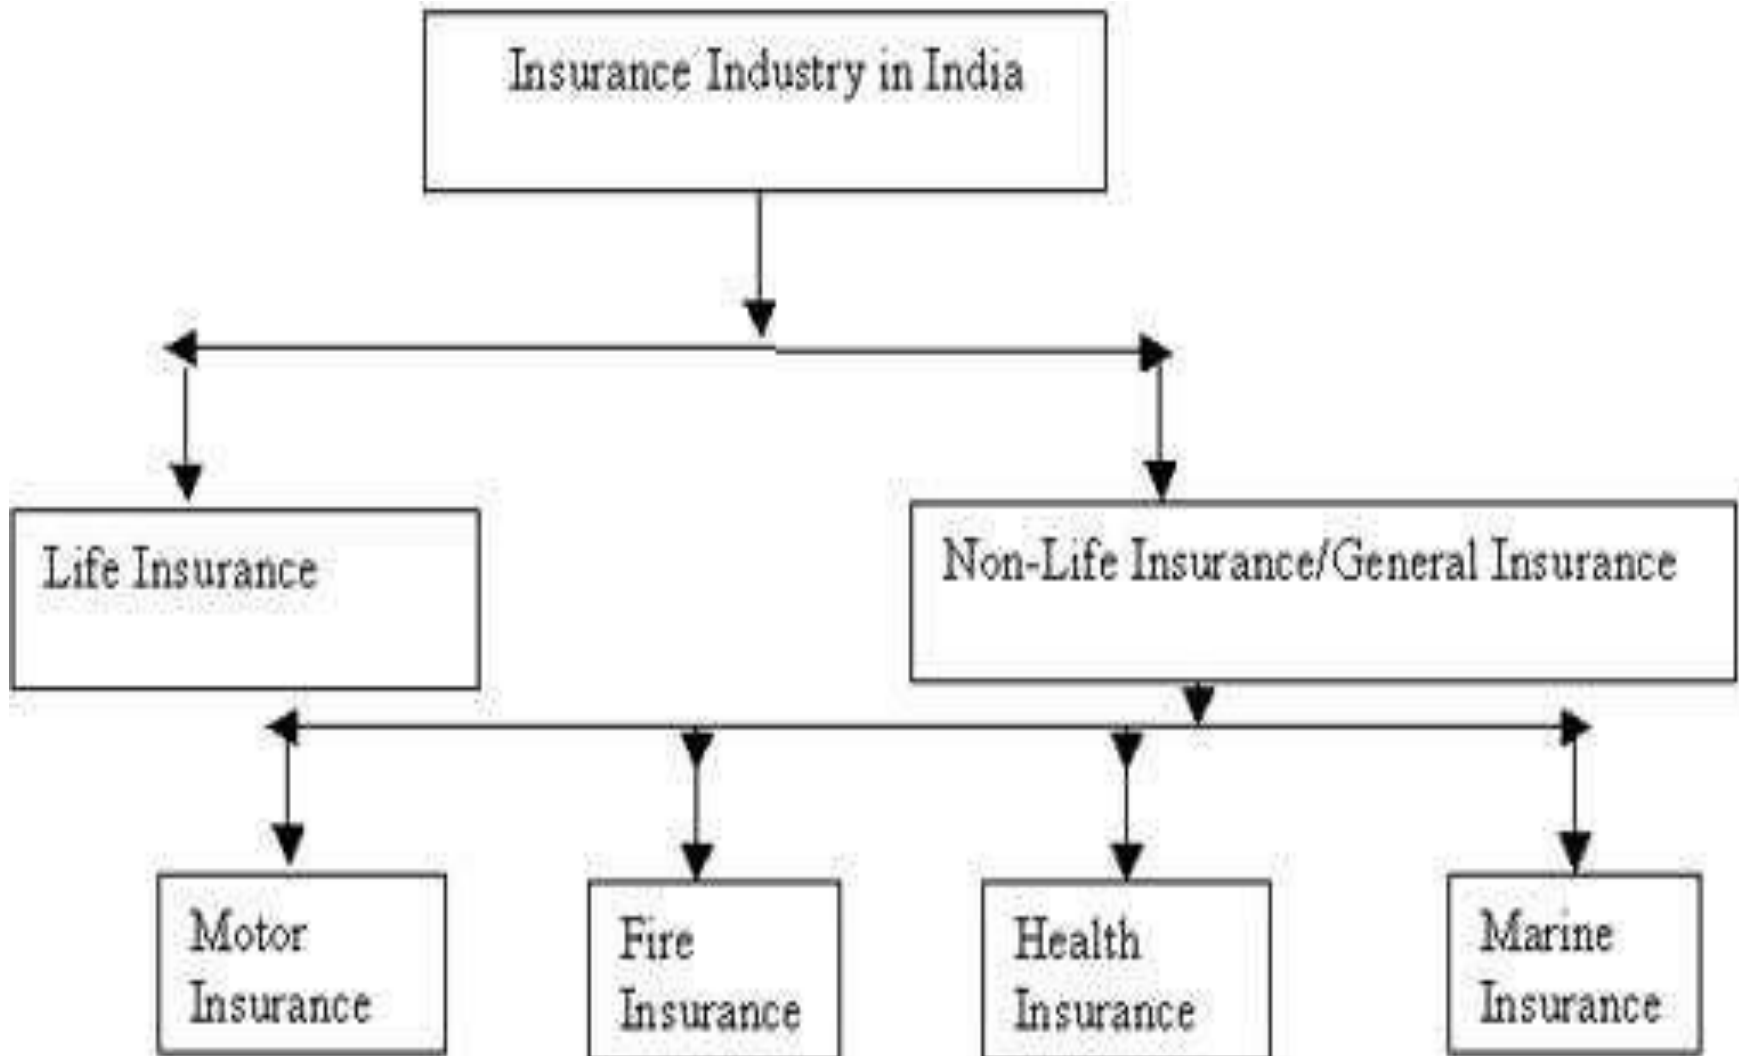 Insurance Industry in India
Life Insurance
Non-Life Insurance/General Insurance
Motor
Insurance
Fire
Insurance
Health
Insurance
Marine
Insurance